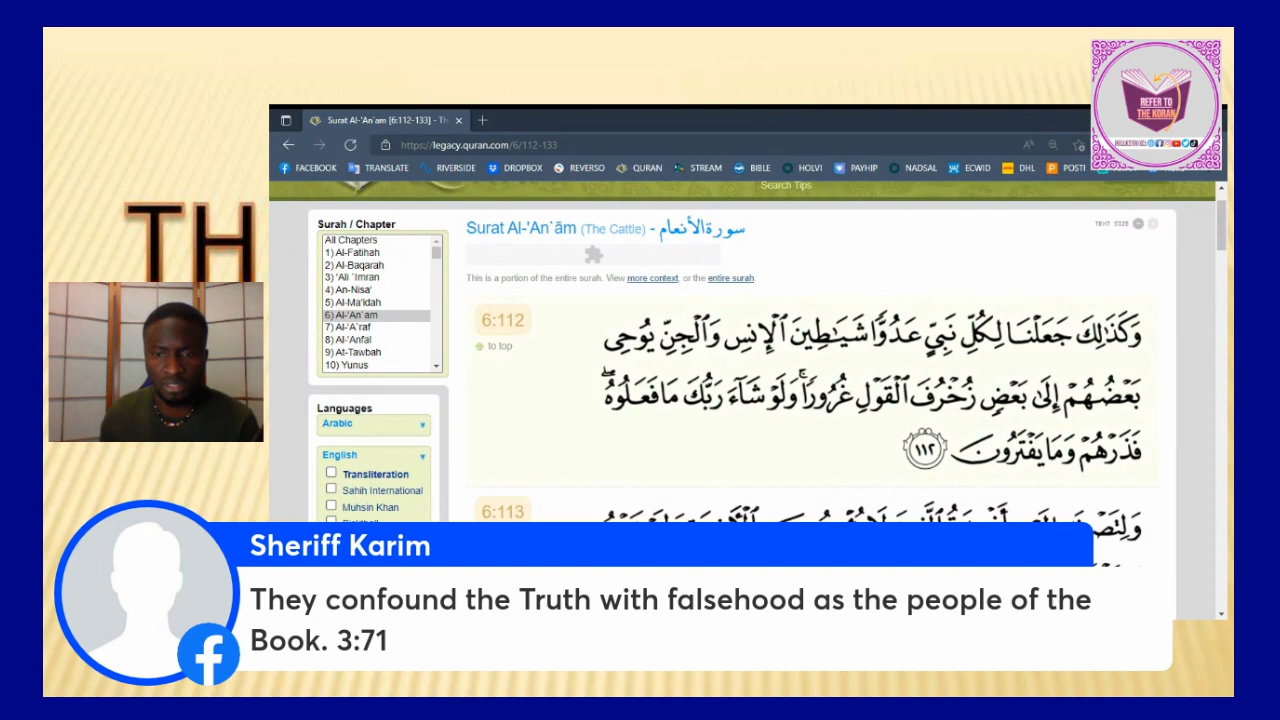 REFER TO
THE KORAN
Surat Al-'An`am [6:112-133] - Th
https://legacy.quran.com/6/112-133
FACEBOOK TRANSLATE RIVERSIDE DROPBOX REVERSO QURAN STREAM BIBLE HOLVI PAYHIP NADSAL ECWID DHL POSTI
Search Tips
TH
Surah / Chapter
All Chapters
1) Al-Fatihah
2) Al-Baqarah
3) 'Ali `Imran
4) An-Nisa'
5) Al-Ma'idah
6) Al-'An`am
7) Al-'A`raf
8) Al-'Anfal
9) At-Tawbah
10) Yunus
Languages
Arabic
English
Transliteration
Sahih International
Muhsin Khan
Surat Al-'An`ām (The Cattle) - سورة الأنعام
TEXT SIZE
This is a portion of the entire surah. View more context, or the entire surah
6:112
to top
وَكَذَٰلِكَ جَعَلْنَا لِكُلِّ نَبِيٍّ عَدُوًّا شَيَـٰطِينَ ٱلْإِنسِ وَٱلْجِنِّ يُوحِى
بَعْضُهُمْ إِلَىٰ بَعْضٍ زُخْرُفَ ٱلْقَوْلِ غُرُورًا ۚ وَلَوْ شَآءَ رَبُّكَ مَا فَعَلُوهُ ۖ
فَذَرْهُمْ وَمَا يَفْتَرُونَ ١١٢
6:113
Sheriff Karim
They confound the Truth with falsehood as the people of the
Book. 3:71